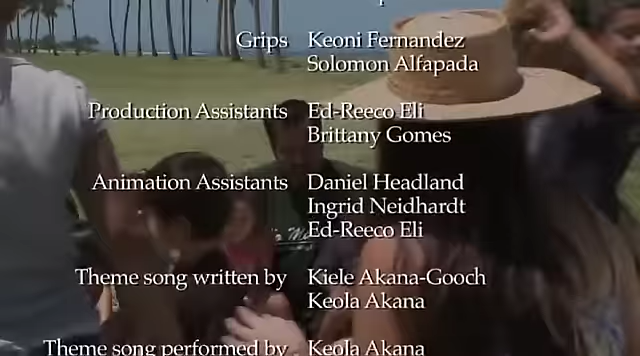 Grips Keoni Fernandez
Solomon Alfapada
Production Assistants Ed-Reeco Eli
Brittany Gomes
Animation Assistants Daniel Headland
Ingrid Neidhardt
Ed-Reeco Eli
Theme song written by Kiele Akana-Gooch
Keola Akana
Theme song performed by Keola Akana